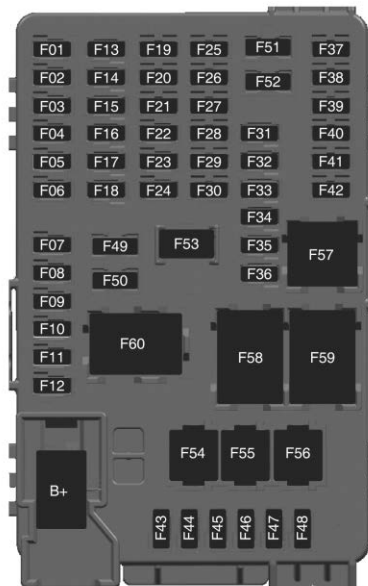 F01 F13 F19 F25 F51 F37
F02 F14 F20 F26 F52 F38
F03 F15 F21 F27 F39
F04 F16 F22 F28 F31 F40
F05 F17 F23 F29 F32 F41
F06 F18 F24 F30 F33 F42
F34
F07 F49 F53 F35 F57
F08 F50 F36
F09
F10 F60 F58 F59
F11
F12
F54 F55 F56
B+
F43 F44 F45 F46 F47 F48